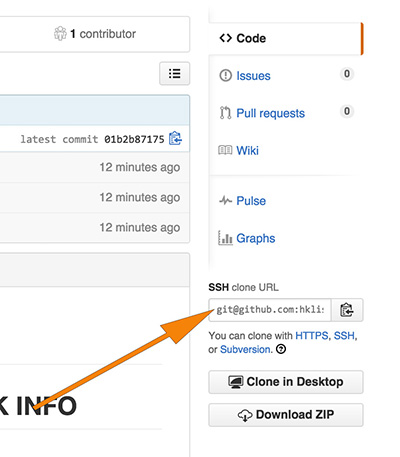 1 contributor
latest commit 01b2b87175
12 minutes ago
12 minutes ago
12 minutes ago
INFO
Code
Issues 0
Pull requests 0
Wiki
Pulse
Graphs
SSH clone URL
git@github.com:hklis
You can clone with HTTPS, SSH,
or Subversion.
Clone in Desktop
Download ZIP